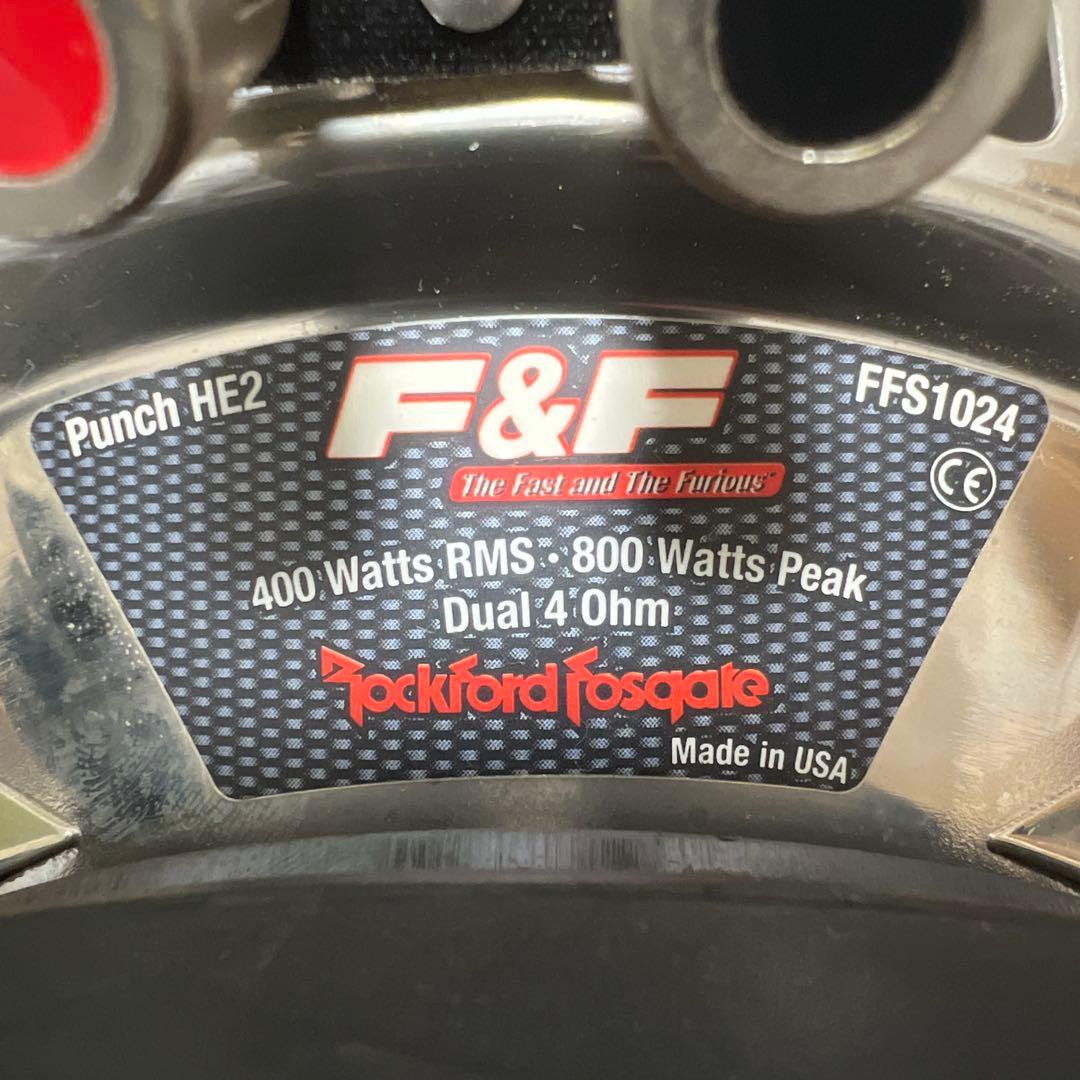 Punch HE2
F&F
FFS1024
The Fast and The Furious
CE
400 Watts RMS • 800 Watts Peak
Dual 4 Ohm
Rockford Fosgate
Made in USA